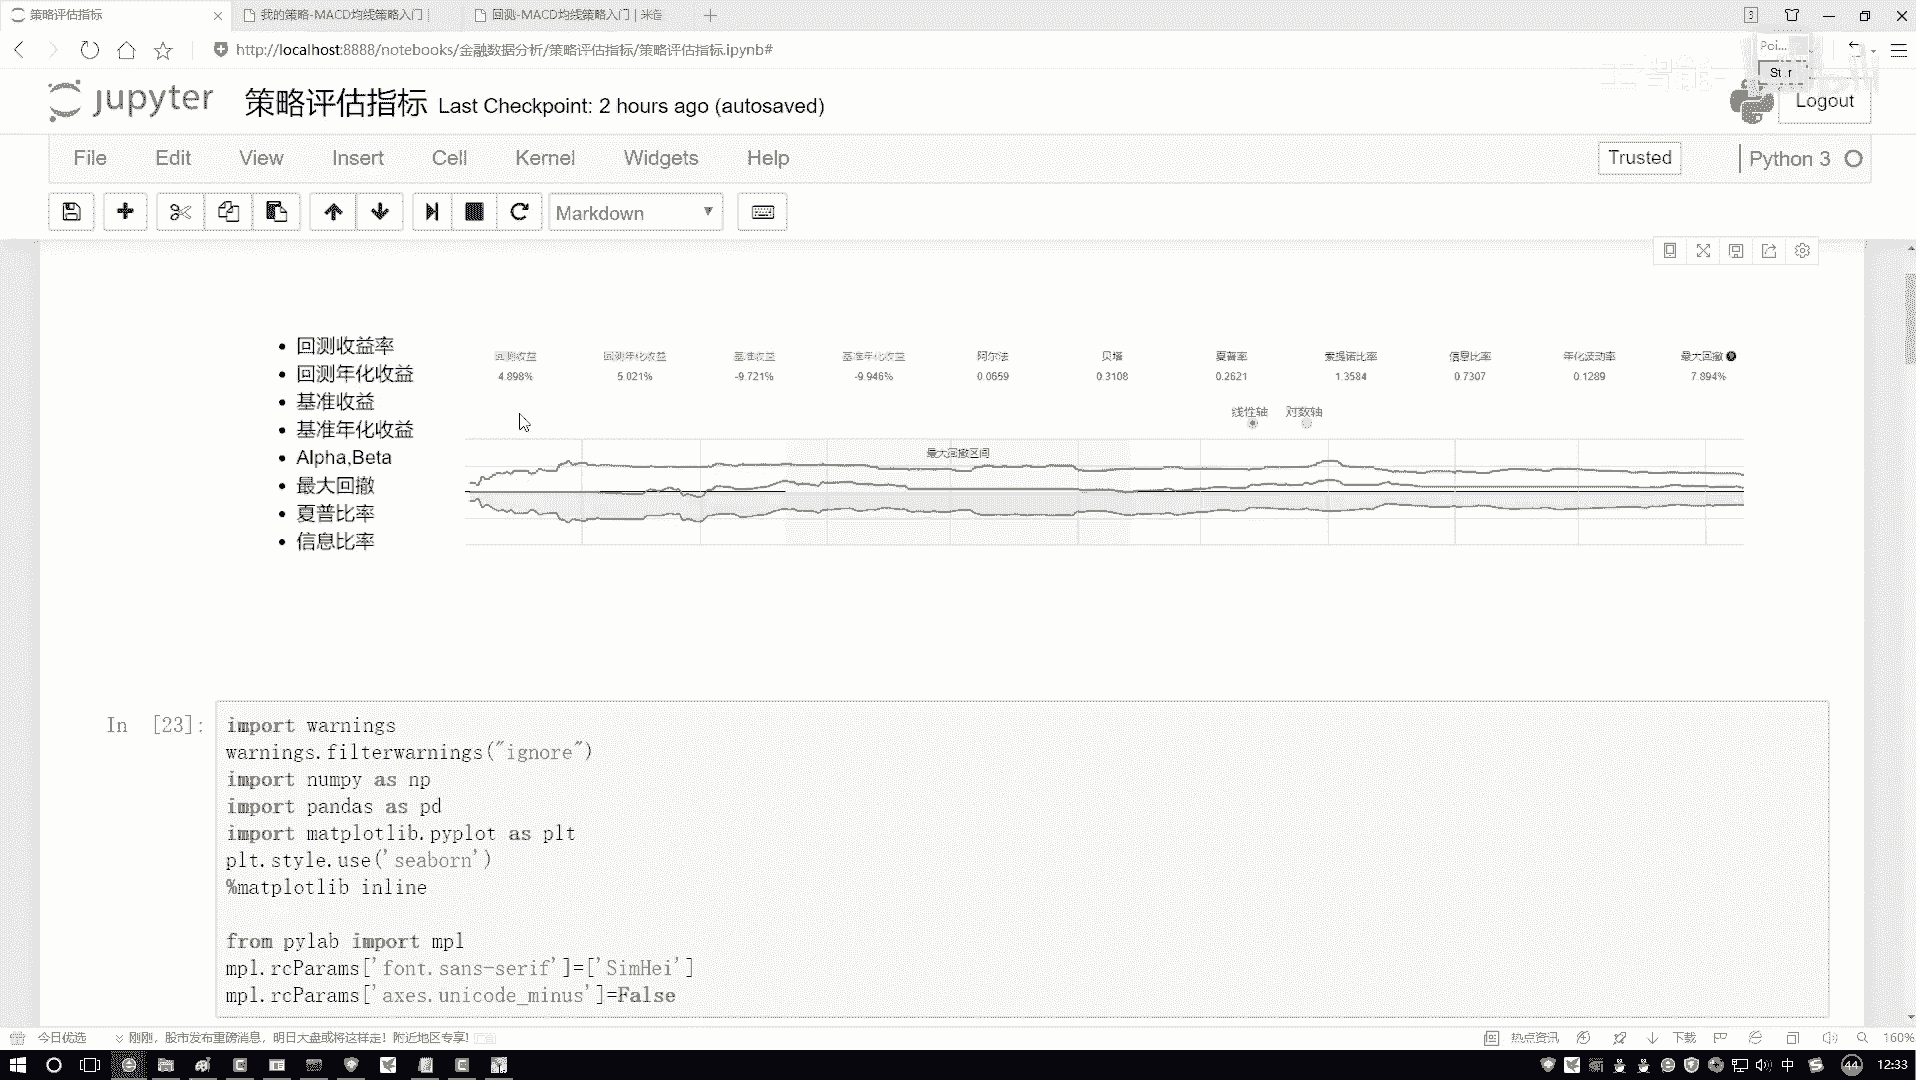 策略评估指标
我的策略-MACD均线策略入门 |
回测-MACD均线策略入门 | 米筐
3
http://localhost:8888/notebooks/金融数据分析/策略评估指标/策略评估指标.ipynb#
Poi...
jupyter 策略评估指标 Last Checkpoint: 2 hours ago (autosaved)
Logout
File Edit View Insert Cell Kernel Widgets Help
Trusted
Python 3
Markdown
• 回测收益率
• 回测年化收益
• 基准收益
• 基准年化收益
• Alpha,Beta
• 最大回撤
• 夏普比率
• 信息比率
回测收益 回测年化收益 基准收益 基准年化收益 阿尔法 贝塔 夏普率 索提诺比率 信息比率 年化波动率 最大回撤
4.898% 5.021% -9.721% -9.946% 0.0559 0.3108 0.2621 1.3584 0.7307 0.1289 7.894%
线性轴 对数轴
最大回撤区间
In [23]:
import warnings
warnings.filterwarnings("ignore")
import numpy as np
import pandas as pd
import matplotlib.pyplot as plt
plt.style.use('seaborn')
%matplotlib inline
from pylab import mpl
mpl.rcParams['font.sans-serif']=['SimHei']
mpl.rcParams['axes.unicode_minus']=False
今日优选
刚刚，股市发布重磅消息，明日大盘或将这样走！附近地区专享!
热点资讯
下载
160%
中
44
12:33